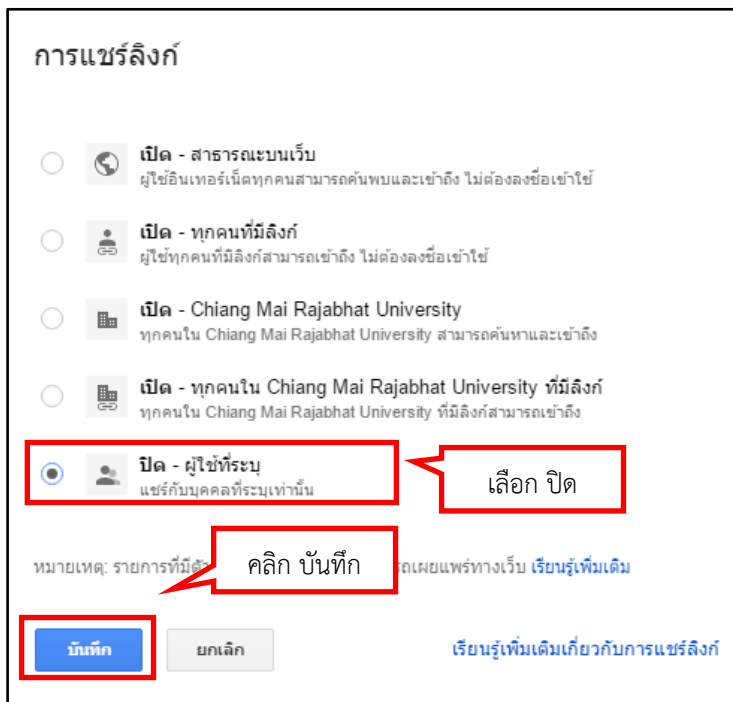 การแชร์ลิงก์
เปิด - สาธารณะบนเว็บ
ผู้ใช้อินเทอร์เน็ตทุกคนสามารถค้นพบและเข้าถึง ไม่ต้องลงชื่อเข้าใช้
เปิด - ทุกคนที่มีลิงก์
ผู้ใช้ทุกคนที่มีลิงก์สามารถเข้าถึง ไม่ต้องลงชื่อเข้าใช้
เปิด - Chiang Mai Rajabhat University
ทุกคนใน Chiang Mai Rajabhat University สามารถค้นหาและเข้าถึง
เปิด - ทุกคนใน Chiang Mai Rajabhat University ที่มีลิงก์
ทุกคนใน Chiang Mai Rajabhat University ที่มีลิงก์สามารถเข้าถึง
ปิด - ผู้ใช้ที่ระบุ
แชร์กับบุคคลที่ระบุเท่านั้น
เลือก ปิด
หมายเหตุ: รายการที่มี
คลิก บันทึก
เผยแพร่ทางเว็บ เรียนรู้เพิ่มเติม
บันทึก ยกเลิก เรียนรู้เพิ่มเติมเกี่ยวกับการแชร์ลิงก์